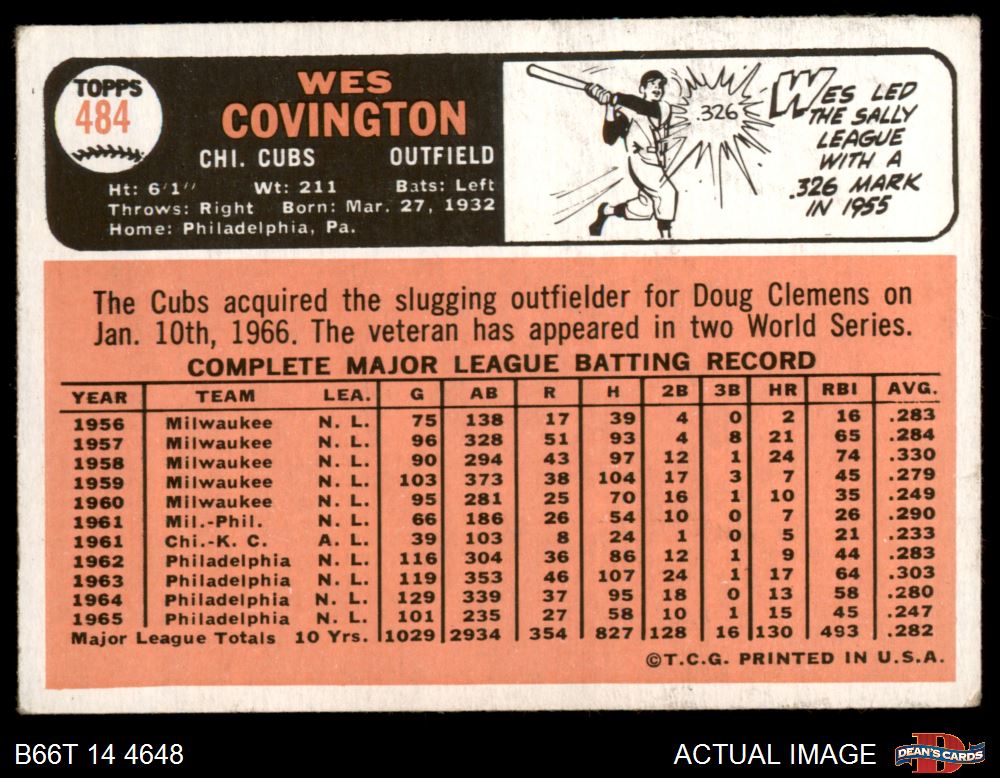 TOPPS
484
WES
COVINGTON
CHI. CUBS OUTFIELD
Ht: 6'1" Wt: 211 Bats: Left
Throws: Right Born: Mar. 27, 1932
Home: Philadelphia, Pa.
.326
WES LED
THE SALLY
LEAGUE
WITH A
.326 MARK
IN 1955
The Cubs acquired the slugging outfielder for Doug Clemens on
Jan. 10th, 1966. The veteran has appeared in two World Series.
COMPLETE MAJOR LEAGUE BATTING RECORD
YEAR TEAM LEA. G AB R H 2B 3B HR RBI AVG.
1956 Milwaukee N. L. 75 138 17 39 4 0 2 16 .283
1957 Milwaukee N. L. 96 328 51 93 4 8 21 65 .284
1958 Milwaukee N. L. 90 294 43 97 12 1 24 74 .330
1959 Milwaukee N. L. 103 373 38 104 17 3 7 45 .279
1960 Milwaukee N. L. 95 281 25 70 16 1 10 35 .249
1961 Mil.-Phil. N. L. 66 186 26 54 10 0 7 26 .290
1961 Chi.-K. C. A. L. 39 103 8 24 1 0 5 21 .233
1962 Philadelphia N. L. 116 304 36 86 12 1 9 44 .283
1963 Philadelphia N. L. 119 353 46 107 24 1 17 64 .303
1964 Philadelphia N. L. 129 339 37 95 18 0 13 58 .280
1965 Philadelphia N. L. 101 235 27 58 10 1 15 45 .247
Major League Totals 10 Yrs. 1029 2934 354 827 128 16 130 493 .282
©T.C.G. PRINTED IN U.S.A.
B66T 14 4648 ACTUAL IMAGE DEAN'S CARDS